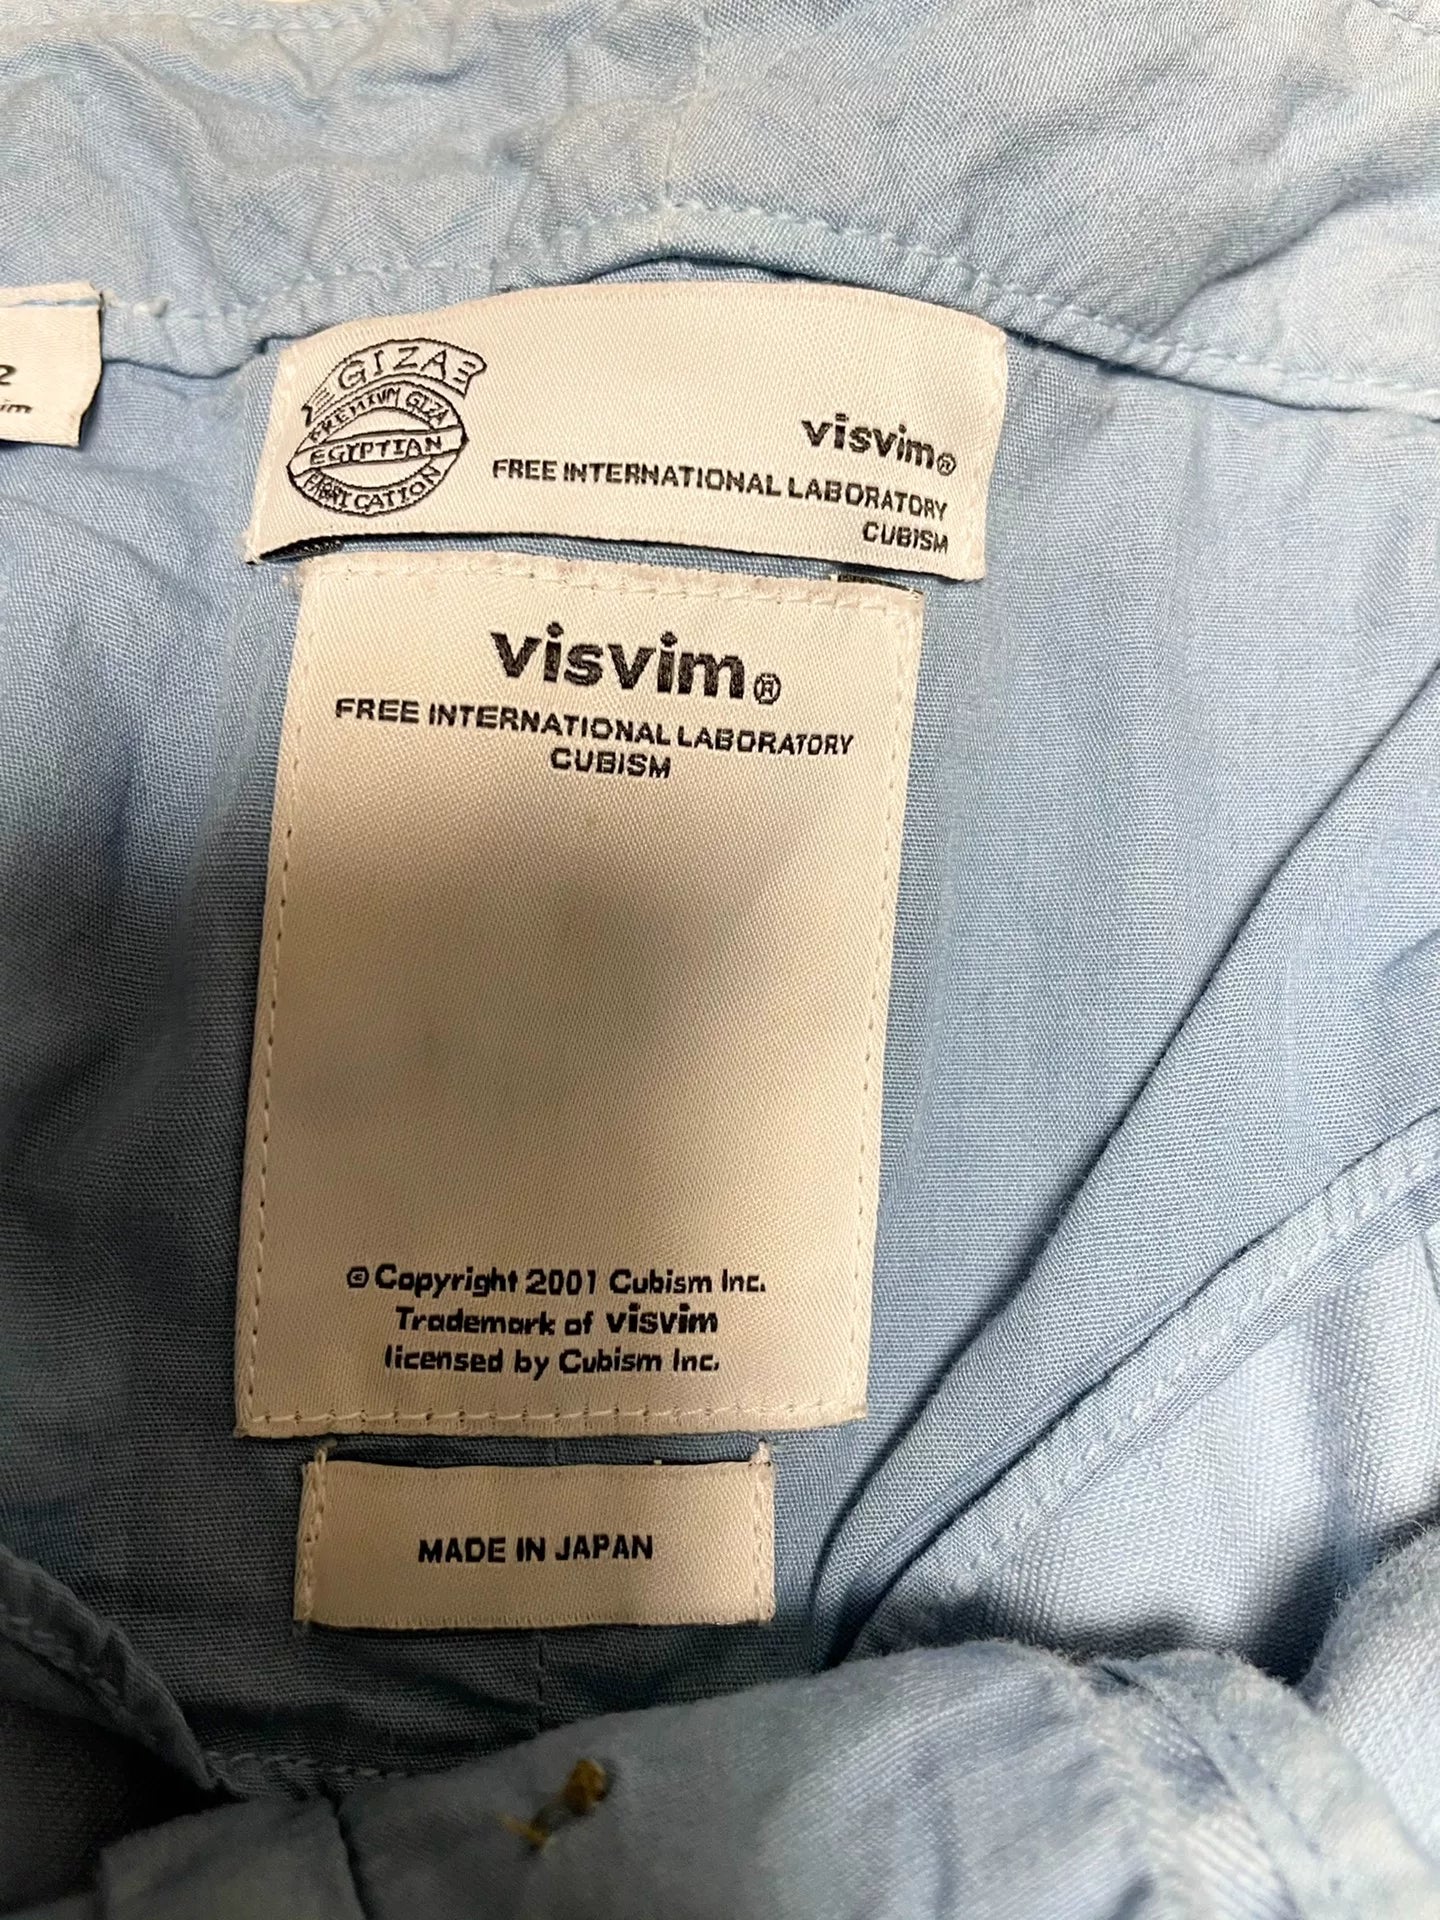 2
GIZA
PREMIUM GIZA
EGYPTIAN
FABRICATION
visvim®
FREE INTERNATIONAL LABORATORY
CUBISM
visvim®
FREE INTERNATIONAL LABORATORY
CUBISM
© Copyright 2001 Cubism Inc.
Trademark of visvim
licensed by Cubism Inc.
MADE IN JAPAN